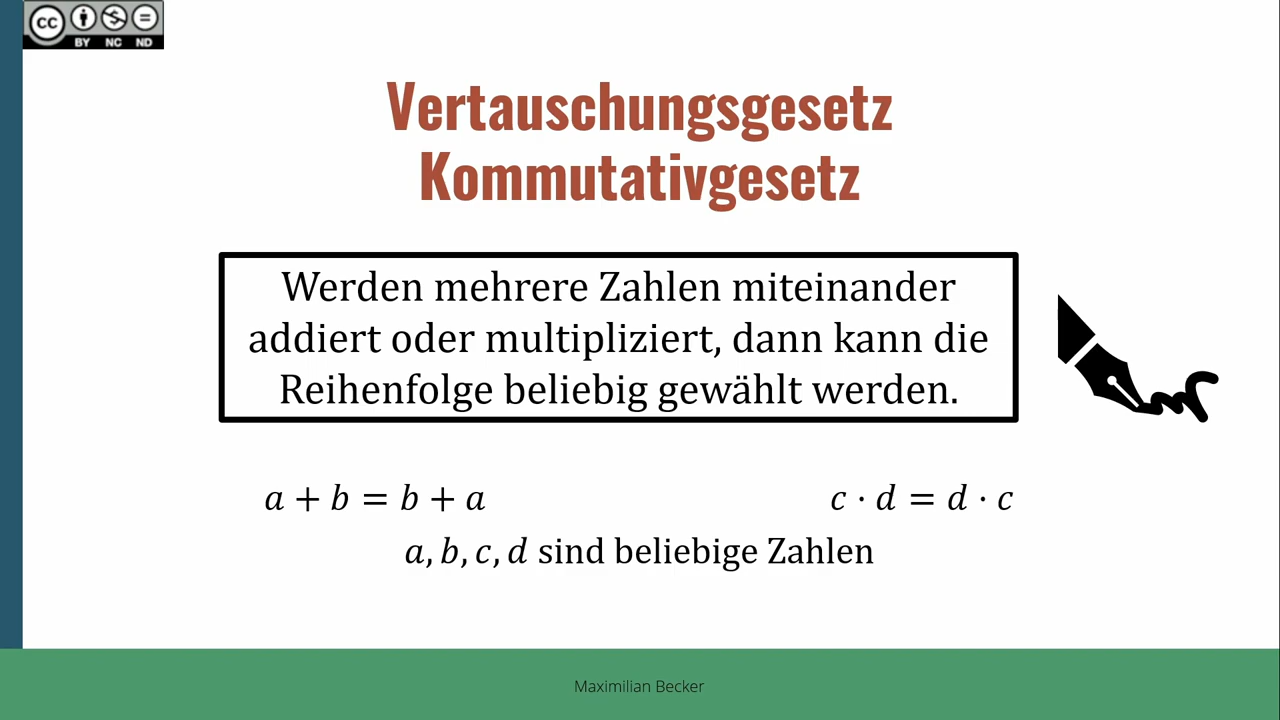 cc
BY NC ND
Vertauschungsgesetz
Kommutativgesetz
Werden mehrere Zahlen miteinander
addiert oder multipliziert, dann kann die
Reihenfolge beliebig gewählt werden.
a + b = b + a
c · d = d · c
a, b, c, d sind beliebige Zahlen
Maximilian Becker